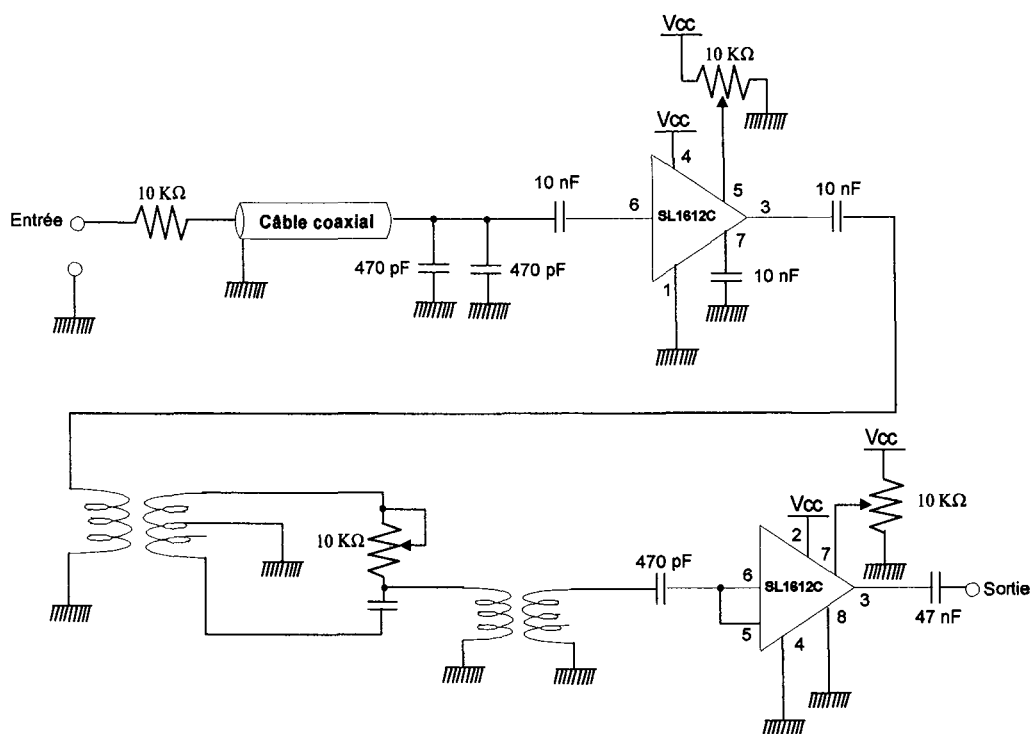 Vcc
10 KΩ
Vcc
4
10 KΩ
10 nF
5
10 nF
Entrée
Câble coaxial
6
SL1612C
3
7
470 pF
470 pF
10 nF
1
Vcc
Vcc
10 KΩ
2
7
10 KΩ
470 pF
6
SL1612C
3
Sortie
5
8
47 nF
4